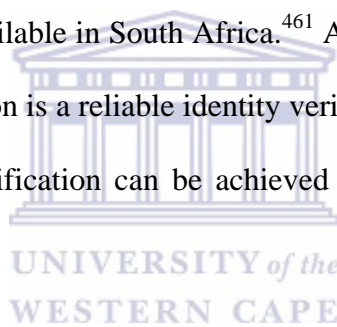 ilable in South Africa.461 A
on is a reliable identity veri
ification can be achieved
UNIVERSITY of the
WESTERN CAPE